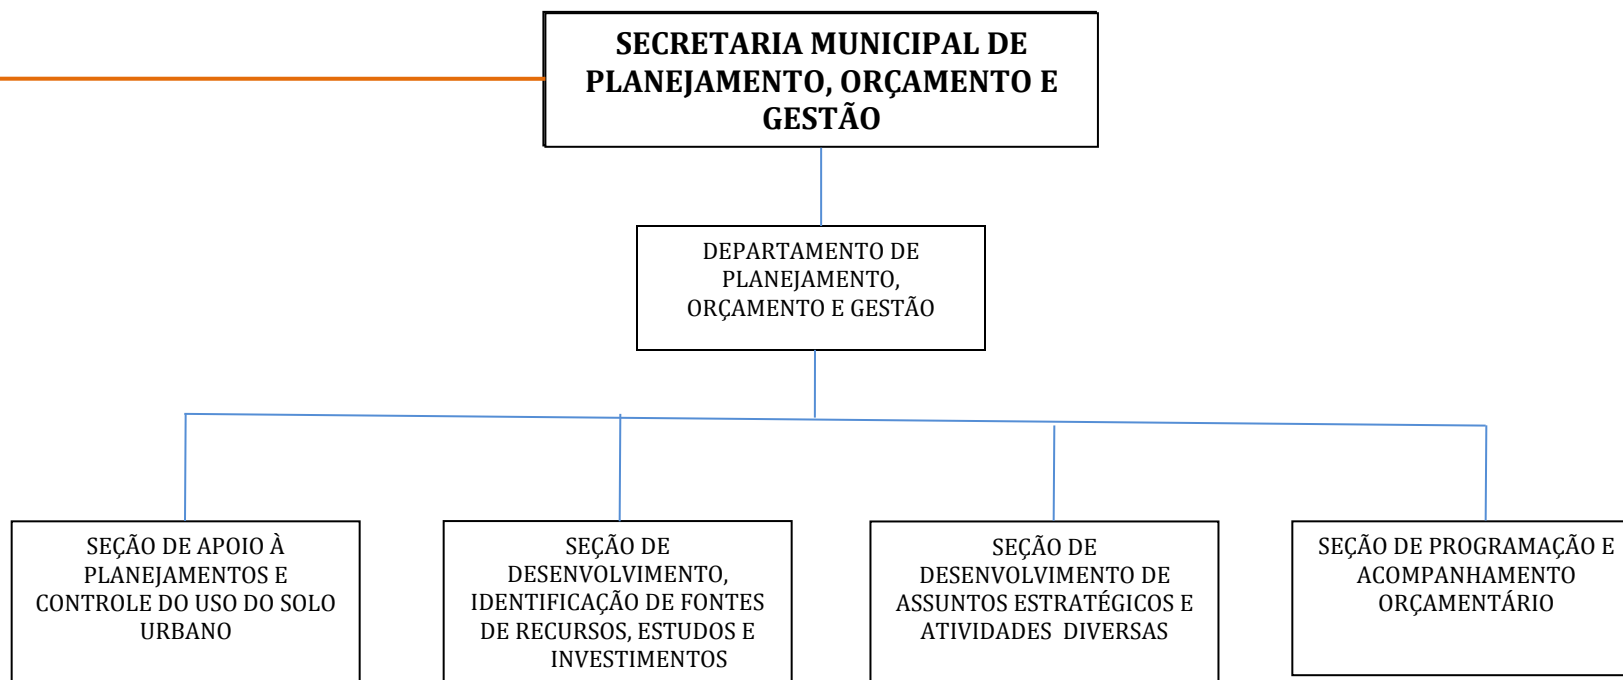 SECRETARIA MUNICIPAL DE
PLANEJAMENTO, ORÇAMENTO E
GESTÃO
DEPARTAMENTO DE
PLANEJAMENTO,
ORÇAMENTO E GESTÃO
SEÇÃO DE APOIO À
PLANEJAMENTOS E
CONTROLE DO USO DO SOLO
URBANO
SEÇÃO DE
DESENVOLVIMENTO,
IDENTIFICAÇÃO DE FONTES
DE RECURSOS, ESTUDOS E
INVESTIMENTOS
SEÇÃO DE
DESENVOLVIMENTO DE
ASSUNTOS ESTRATÉGICOS E
ATIVIDADES DIVERSAS
SEÇÃO DE PROGRAMAÇÃO E
ACOMPANHAMENTO
ORÇAMENTÁRIO